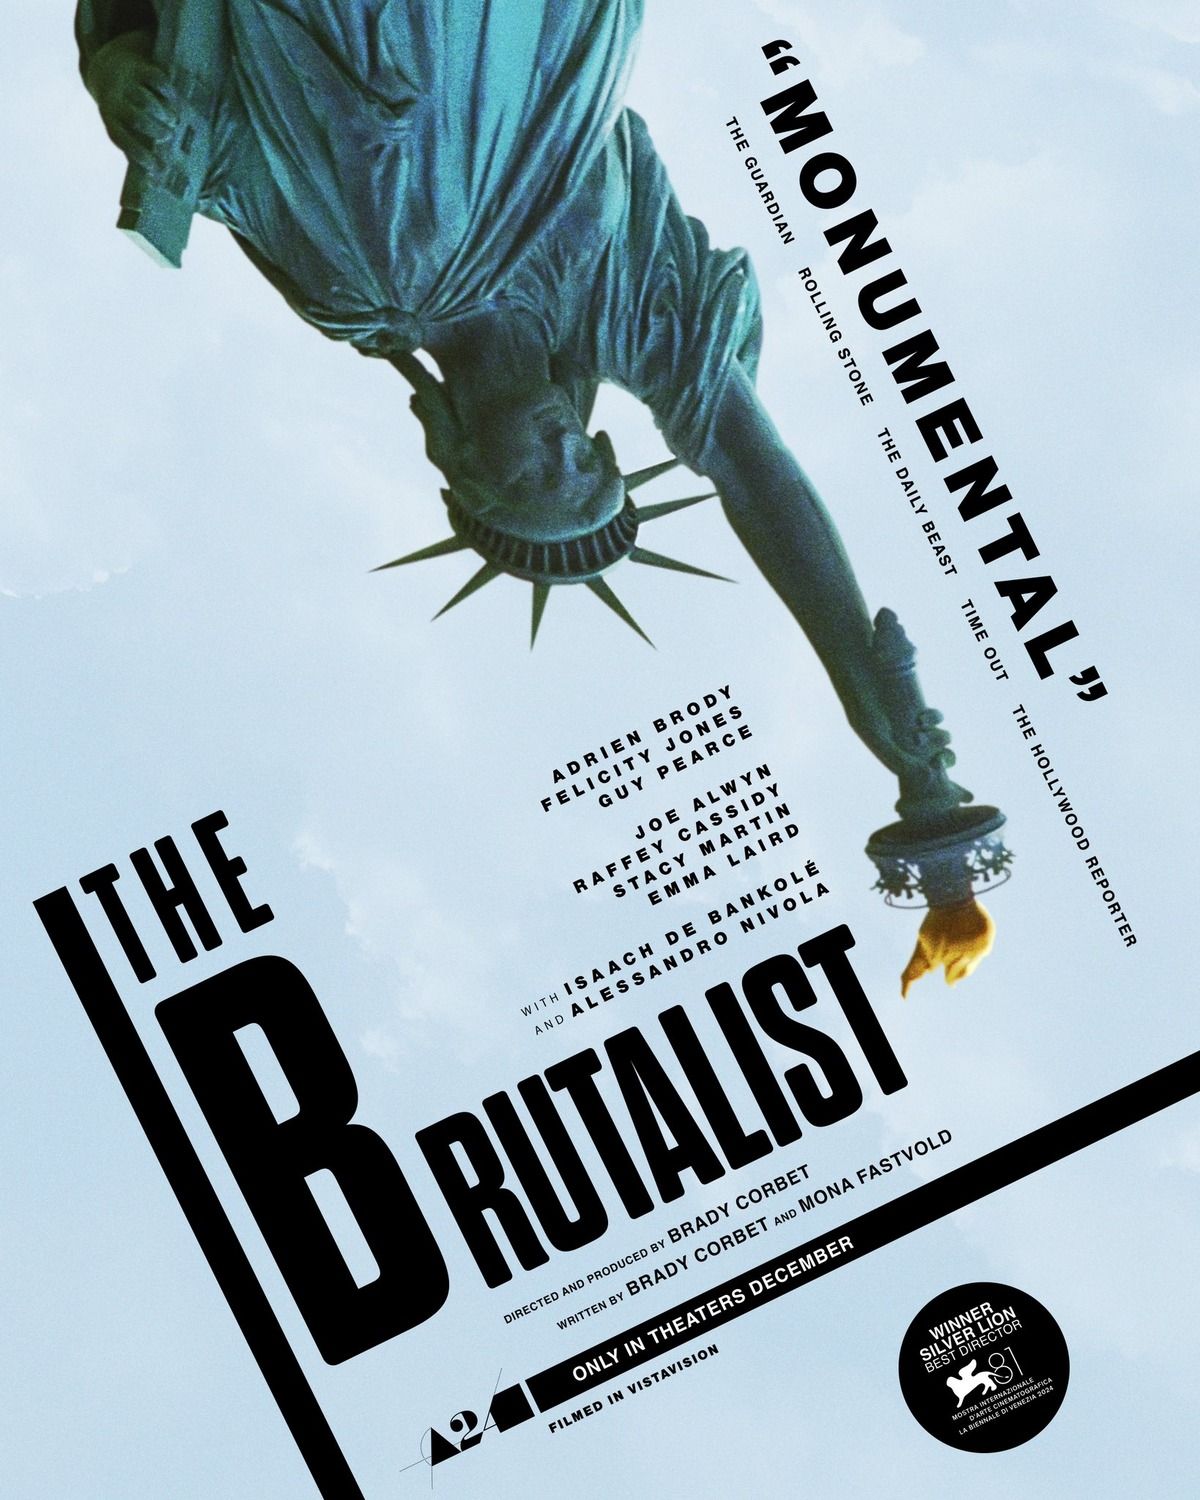 “MONUMENTAL”
THE GUARDIAN ROLLING STONE THE DAILY BEAST TIME OUT THE HOLLYWOOD REPORTER
ADRIEN BRODY
FELICITY JONES
GUY PEARCE
JOE ALWYN
RAFFEY CASSIDY
STACY MARTIN
EMMA LAIRD
WITH ISAACH DE BANKOLÉ
AND ALESSANDRO NIVOLA
THE
BRUTALIST
DIRECTED AND PRODUCED BY BRADY CORBET
WRITTEN BY BRADY CORBET AND MONA FASTVOLD
ONLY IN THEATERS DECEMBER
A24
FILMED IN VISTAVISION
WINNER
SILVER LION
BEST DIRECTOR
81
MOSTRA INTERNAZIONALE
D'ARTE CINEMATOGRAFICA
LA BIENNALE DI VENEZIA 2024